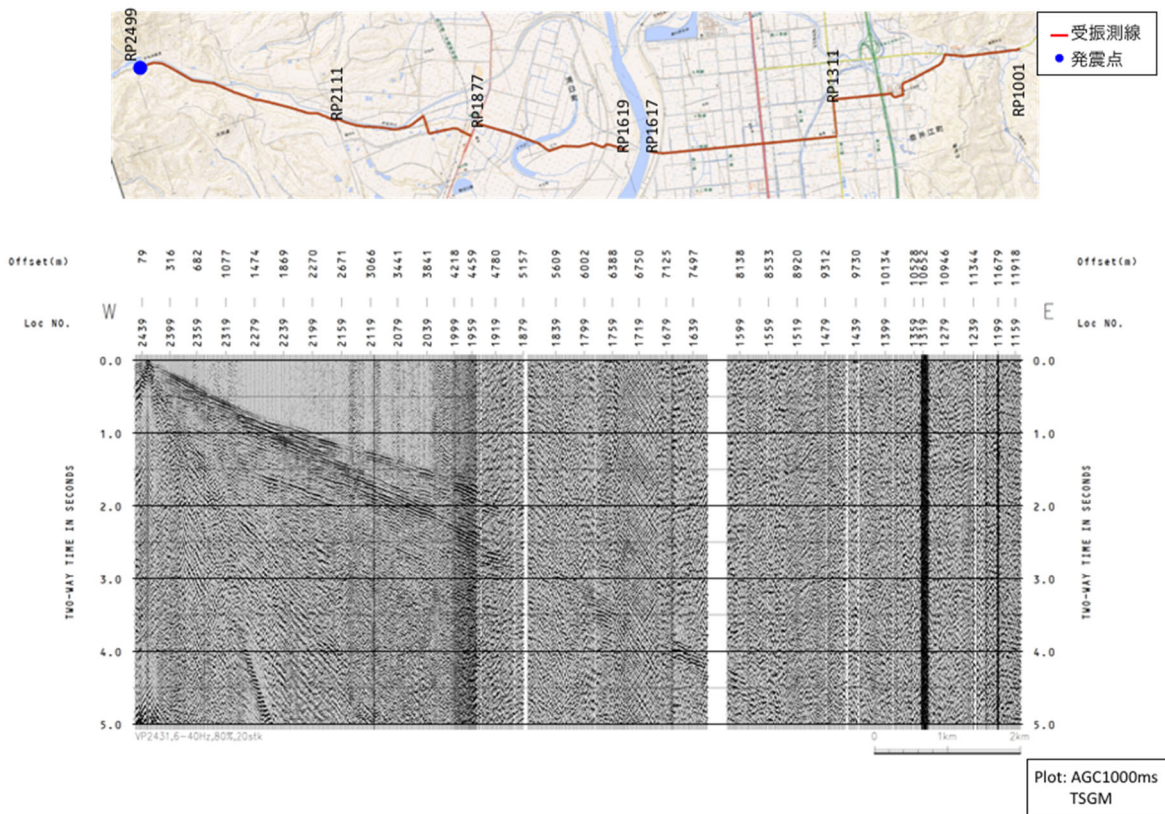 RP2499
RP2111
RP1877
RP1619
RP1617
RP1311
RP1001
受振測線
発震点
Offset(m)
79 316 682 1077 1474 1869 2270 2671 3066 3441 3841 4218 4459 4780 5157 5609 6002 6388 6750 7125 7497 8138 8533 8920 9312 9730 10134 10528 10652 10946 11344 11679 11918
Offset(m)
W
E
Loc NO.
2439 2399 2359 2319 2279 2239 2199 2159 2119 2079 2039 1999 1959 1919 1879 1839 1799 1759 1719 1679 1639 1599 1559 1519 1479 1439 1399 1359 1319 1279 1239 1199 1159
Loc NO.
0.0
1.0
2.0
3.0
4.0
5.0
TWO-WAY TIME IN SECONDS
0.0
1.0
2.0
3.0
4.0
5.0
TWO-WAY TIME IN SECONDS
VP2431,6-40Hz,80%,20stk
0 1km 2km
Plot: AGC1000ms
TSGM